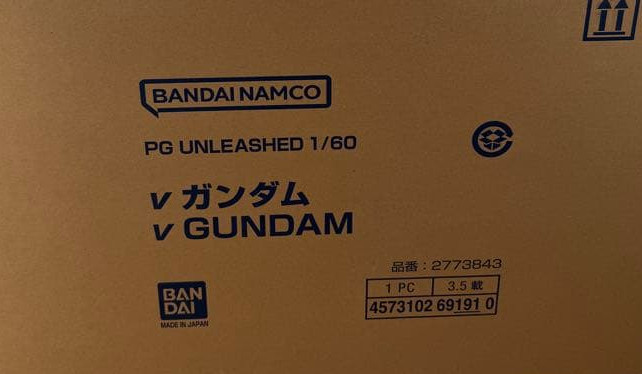 BANDAI NAMCO
PG UNLEASHED 1/60
ν ガンダム
ν GUNDAM
品番:2773843
1 PC 3.5 載
4573102 69191 0
BAN
DAI
MADE IN JAPAN